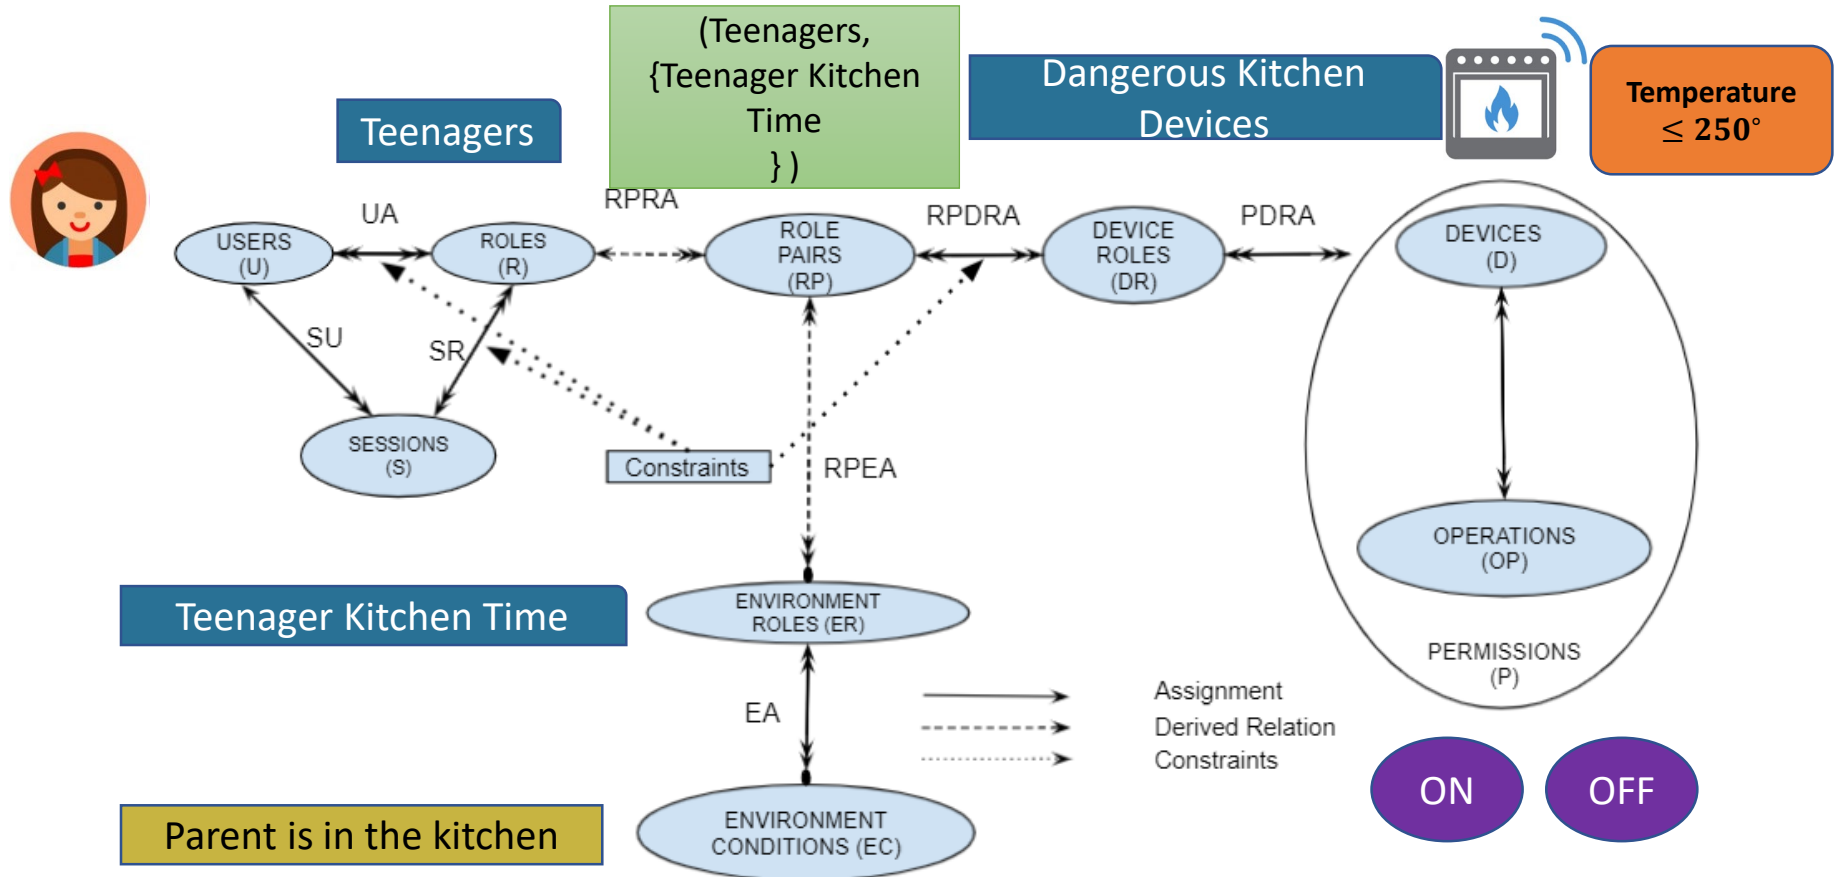 (Teenagers,
{Teenager Kitchen
Time
} )
Dangerous Kitchen
Devices
Temperature
≤ 250°
Teenagers
RPRA
UA
RPDRA
PDRA
USERS
(U)
ROLES
(R)
ROLE
PAIRS
(RP)
DEVICE
ROLES
(DR)
DEVICES
(D)
SU
SR
SESSIONS
(S)
Constraints
RPEA
OPERATIONS
(OP)
Teenager Kitchen Time
ENVIRONMENT
ROLES (ER)
PERMISSIONS
(P)
EA
Assignment
Derived Relation
Constraints
ON
OFF
Parent is in the kitchen
ENVIRONMENT
CONDITIONS (EC)